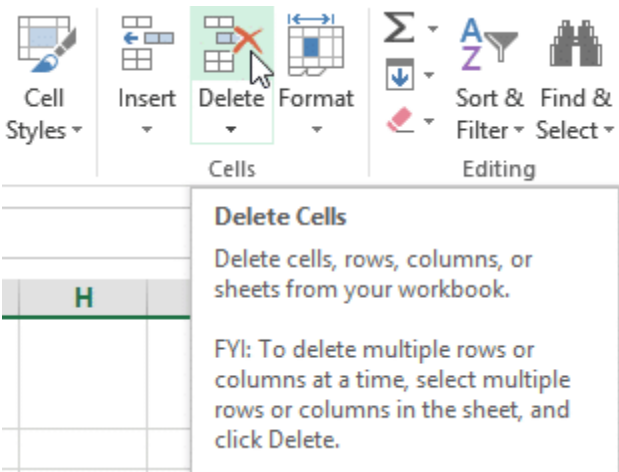 Cell
Styles
Insert
Delete
Format
Σ
A
Z
Sort &
Filter
Find &
Select
Cells
Editing
Delete Cells
Delete cells, rows, columns, or
sheets from your workbook.
FYI: To delete multiple rows or
columns at a time, select multiple
rows or columns in the sheet, and
click Delete.
H